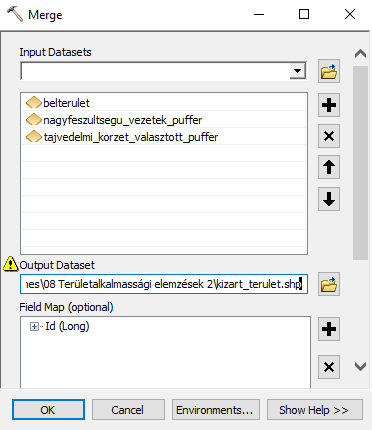 Merge
Input Datasets
belterulet
nagyfeszultsegu_vezetek_puffer
tajvedelmi_korzet_valasztott_puffer
Output Dataset
nes\08 Területalkalmassági elemzések 2\kizart_terulet.shp
Field Map (optional)
Id (Long)
OK Cancel Environments... Show Help >>